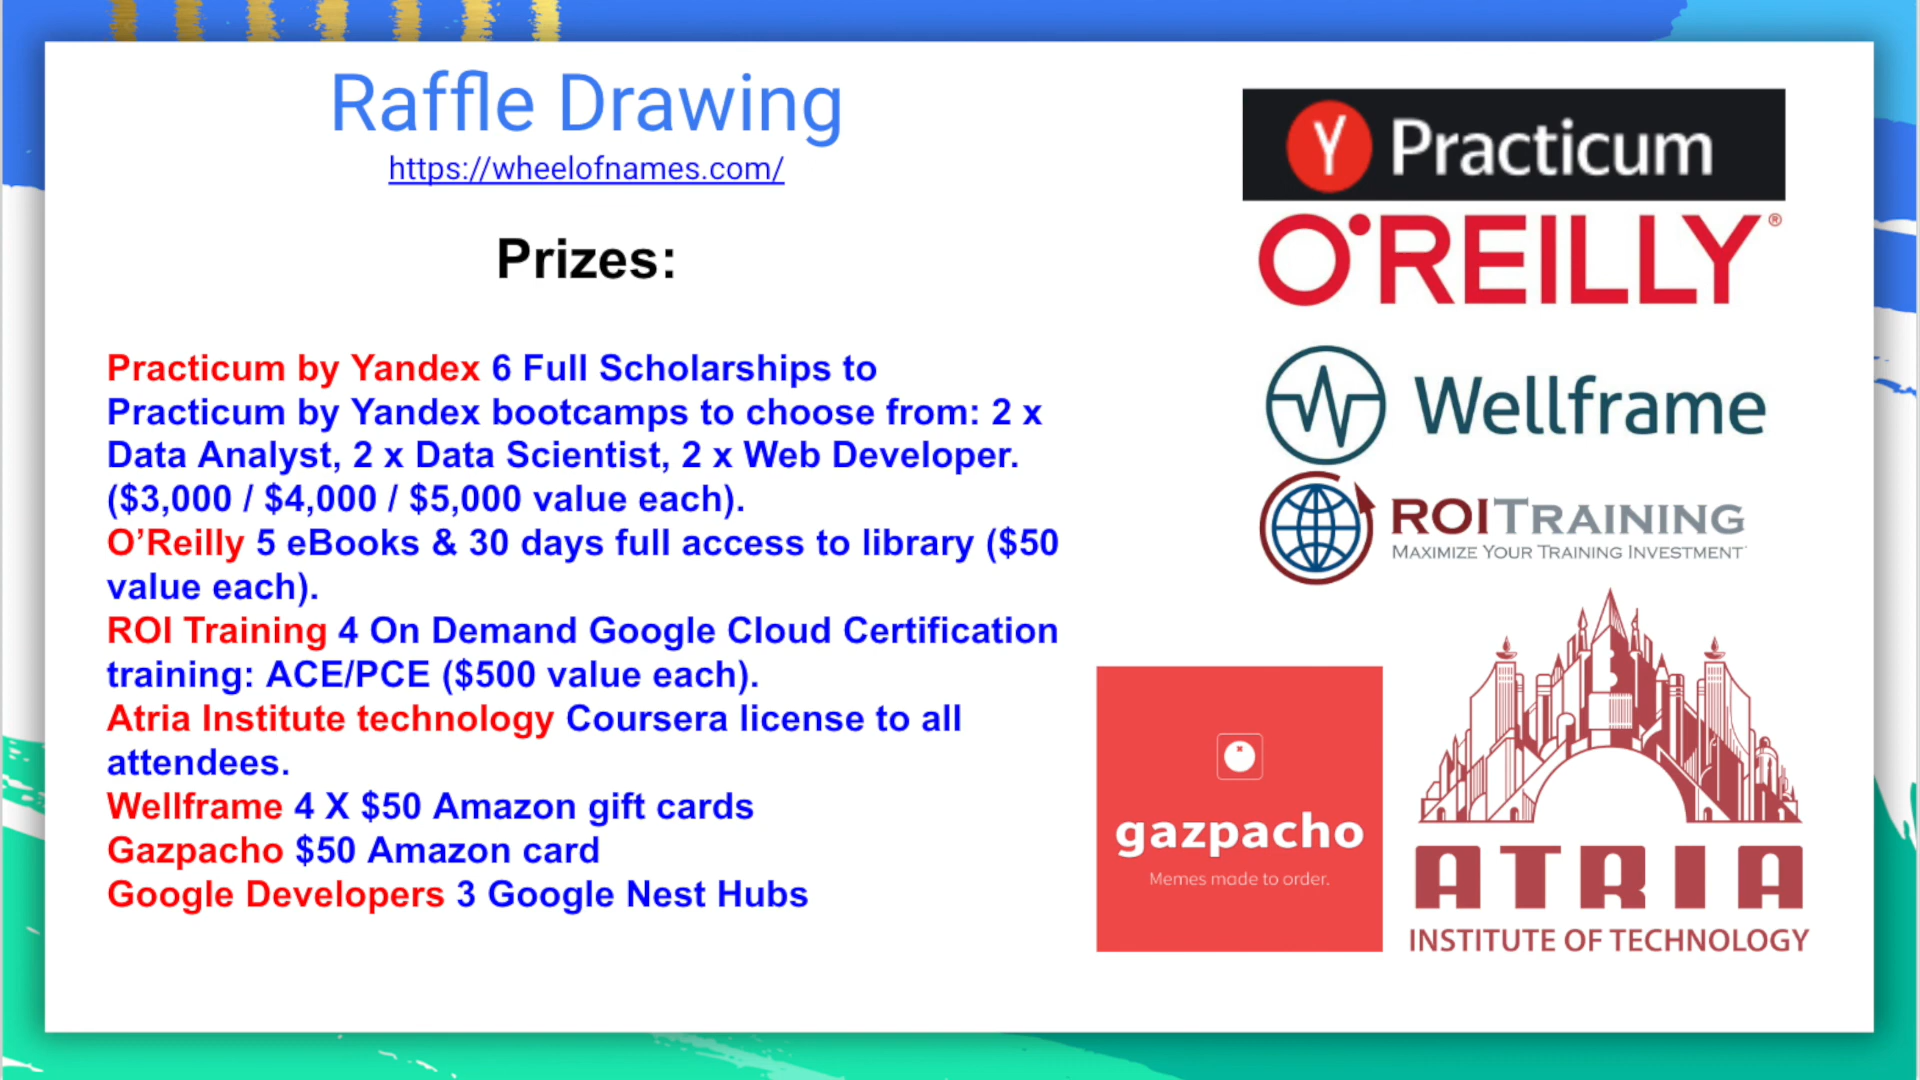 Raffle Drawing
https://wheelofnames.com/
Prizes:
Practicum by Yandex 6 Full Scholarships to
Practicum by Yandex bootcamps to choose from: 2 x
Data Analyst, 2 x Data Scientist, 2 x Web Developer.
($3,000 / $4,000 / $5,000 value each).
O’Reilly 5 eBooks & 30 days full access to library ($50
value each).
ROI Training 4 On Demand Google Cloud Certification
training: ACE/PCE ($500 value each).
Atria Institute technology Coursera license to all
attendees.
Wellframe 4 X $50 Amazon gift cards
Gazpacho $50 Amazon card
Google Developers 3 Google Nest Hubs
Y Practicum
O'REILLY®
Wellframe
ROITRAINING
MAXIMIZE YOUR TRAINING INVESTMENT
gazpacho
Memes made to order.
ATRIA
INSTITUTE OF TECHNOLOGY